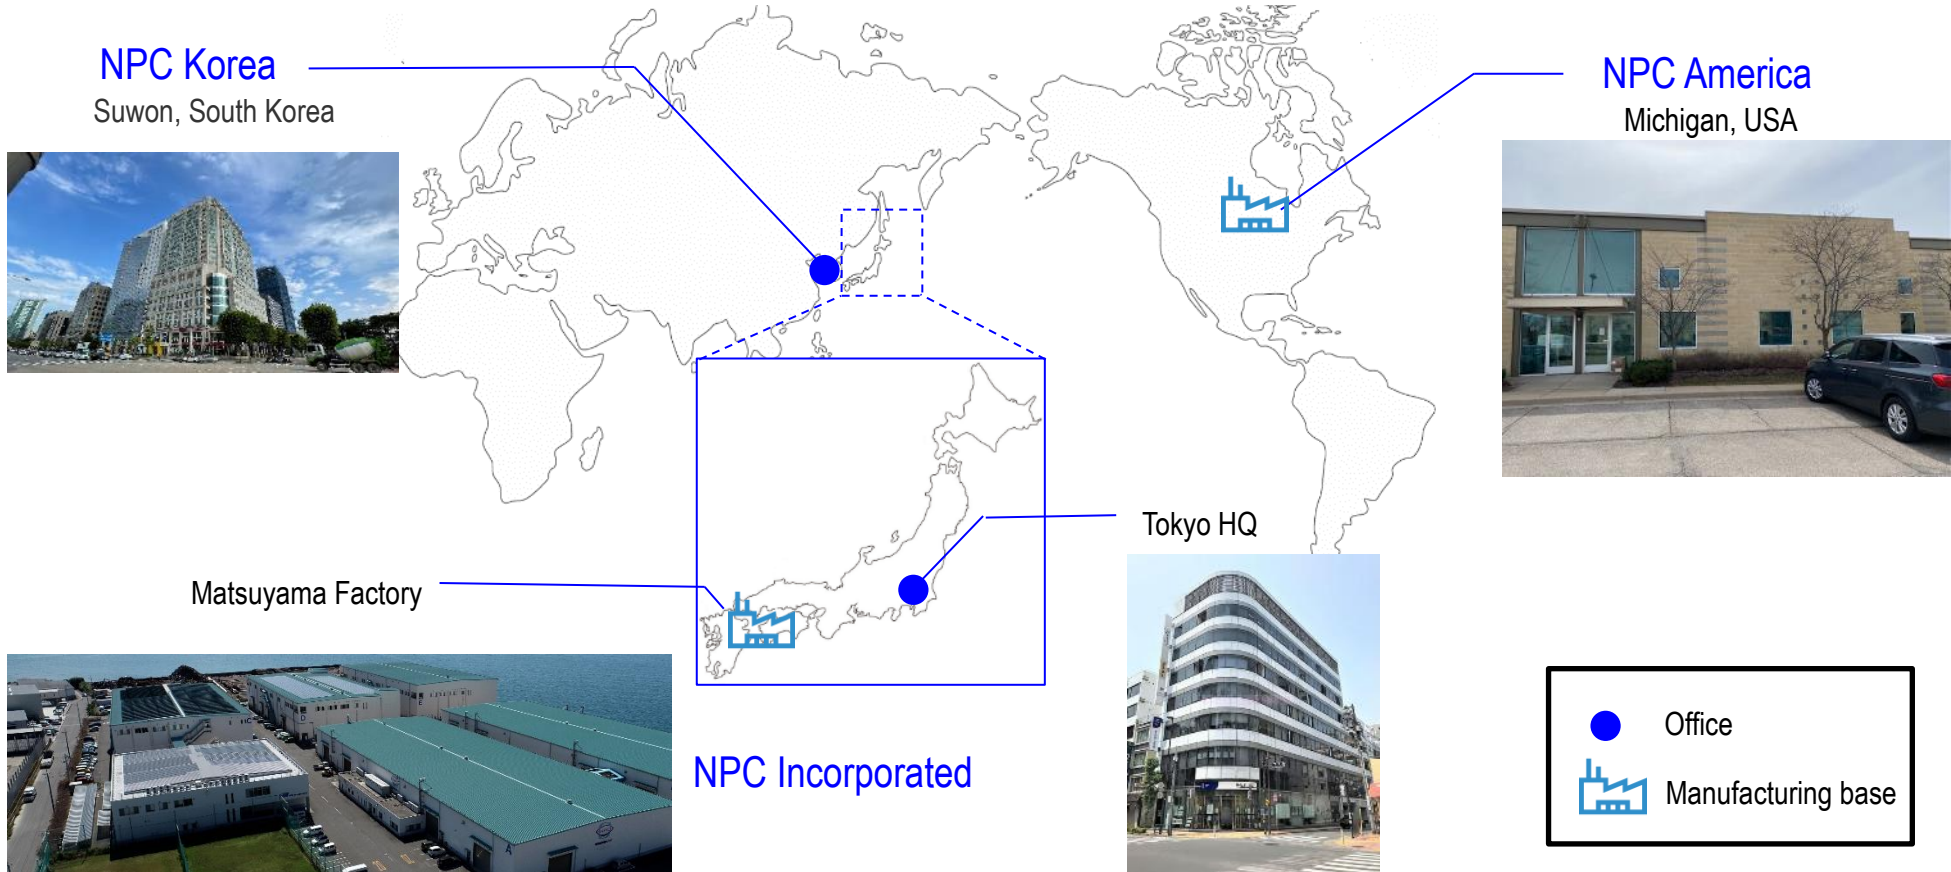 NPC Korea
Suwon, South Korea
NPC America
Michigan, USA
Tokyo HQ
Matsuyama Factory
NPC Incorporated
A
Office
Manufacturing base